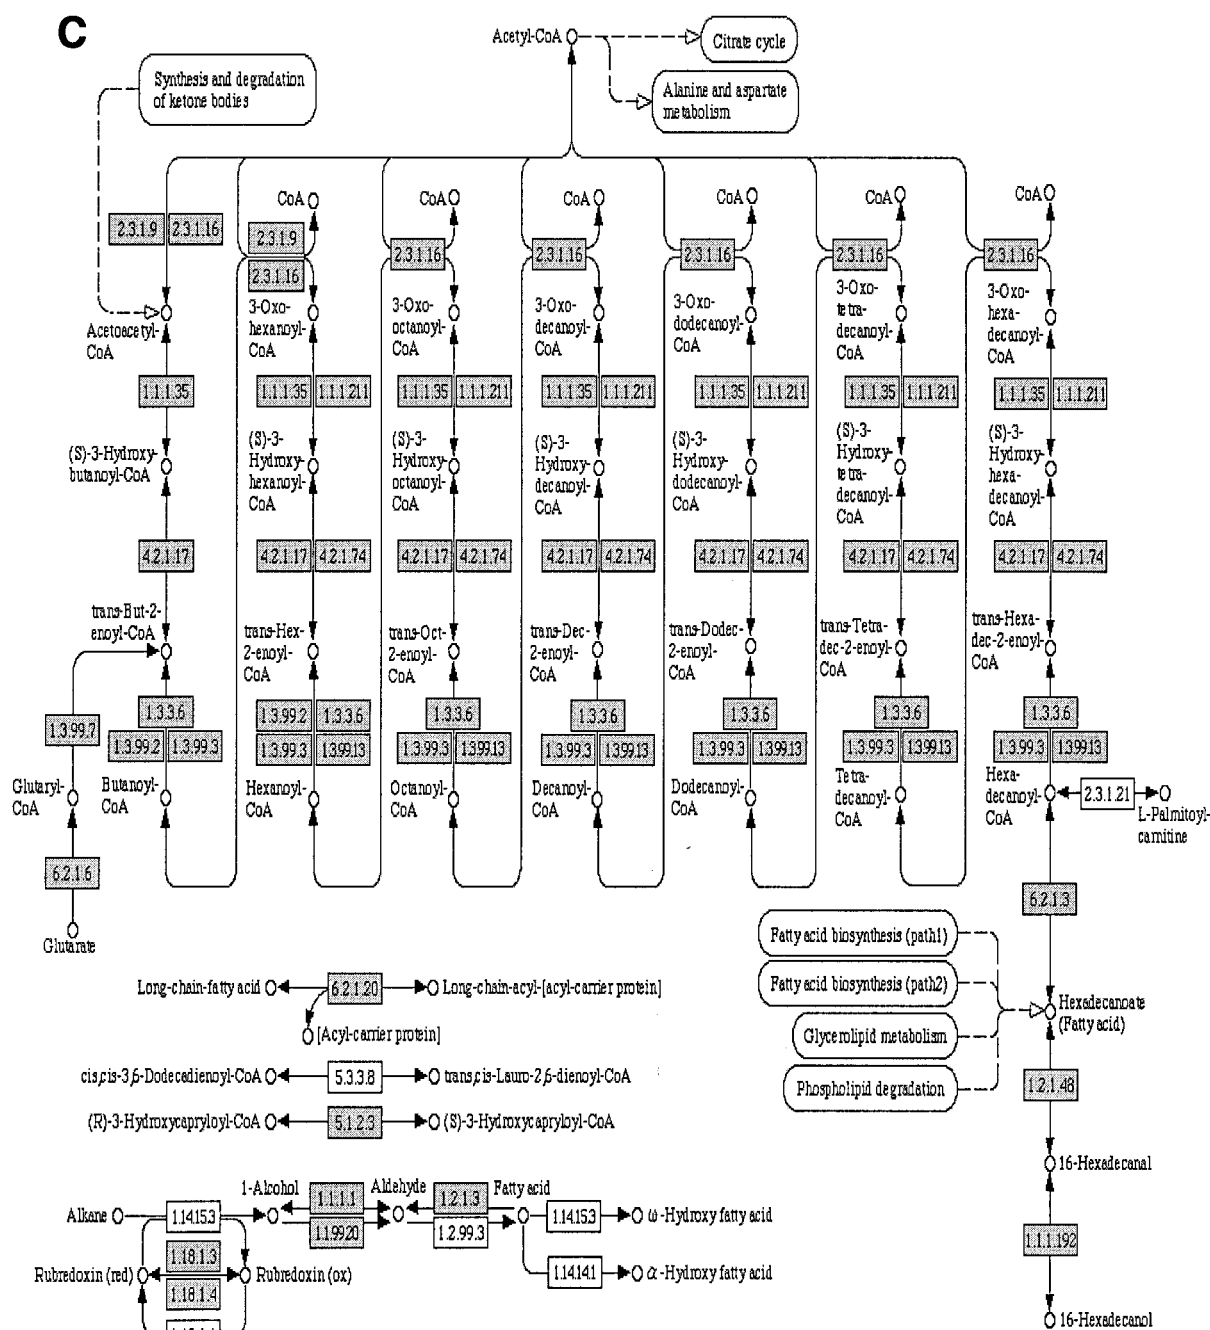 C
Acetyl-CoA
Citrate cycle
Alanine and aspartate
metabolism
Synthesis and degradation
of ketone bodies
CoA
CoA
CoA
CoA
CoA
CoA
2.3.1.9
2.3.1.16
2.3.1.9
2.3.1.16
2.3.1.16
2.3.1.16
2.3.1.16
2.3.1.16
2.3.1.16
Acetoacetyl-
CoA
3-Oxo-
hexanoyl-
CoA
3-Oxo-
octanoyl-
CoA
3-Oxo-
decanoyl-
CoA
3-Oxo-
dodecanoyl-
CoA
3-Oxo-
tetra-
decanoyl-
CoA
3-Oxo-
hexa-
decanoyl-
CoA
1.1.1.35
1.1.1.35
1.1.1.211
1.1.1.35
1.1.1.211
1.1.1.35
1.1.1.211
1.1.1.35
1.1.1.211
1.1.1.35
1.1.1.211
1.1.1.35
1.1.1.211
(S)-3-Hydroxy-
butanoyl-CoA
(S)-3-
Hydroxy-
hexanoyl-
CoA
(S)-3-
Hydroxy-
octanoyl-
CoA
(S)-3-
Hydroxy-
decanoyl-
CoA
(S)-3-
Hydroxy-
dodecanoyl-
CoA
(S)-3-
Hydroxy-
tetra-
decanoyl-
CoA
(S)-3-
Hydroxy-
hexa-
decanoyl-
CoA
4.2.1.17
4.2.1.17
4.2.1.74
4.2.1.17
4.2.1.74
4.2.1.17
4.2.1.74
4.2.1.17
4.2.1.74
4.2.1.17
4.2.1.74
4.2.1.17
4.2.1.74
trans-But-2-
enoyl-CoA
trans-Hex-
2-enoyl-
CoA
trans-Oct-
2-enoyl-
CoA
trans-Dec-
2-enoyl-
CoA
trans-Dodec-
2-enoyl-
CoA
trans-Tetra-
dec-2-enoyl-
CoA
trans-Hexa-
dec-2-enoyl-
CoA
1.3.99.7
1.3.3.6
1.3.99.2
1.3.99.3
1.3.99.2
1.3.3.6
1.3.99.3
1.3.99.13
1.3.3.6
1.3.99.3
1.3.99.13
1.3.3.6
1.3.99.3
1.3.99.13
1.3.3.6
1.3.99.3
1.3.99.13
1.3.3.6
1.3.99.3
1.3.99.13
1.3.3.6
1.3.99.3
1.3.99.13
Glutaryl-
CoA
Butanoyl-
CoA
Hexanoyl-
CoA
Octanoyl-
CoA
Decanoyl-
CoA
Dodecanoyl-
CoA
Tetra-
decanoyl-
CoA
Hexa-
decanoyl-
CoA
2.3.1.21
L-Palmitoyl-
carnitine
6.2.1.6
Glutarate
6.2.1.3
Fatty acid biosynthesis (path1)
Fatty acid biosynthesis (path2)
Glycerolipid metabolism
Phospholipid degradation
Hexadecanoate
(Fatty acid)
1.2.1.48
16-Hexadecanal
1.1.1.192
16-Hexadecanol
Long-chain-fatty acid
6.2.1.20
Long-chain-acyl-[acyl-carrier protein]
[Acyl-carrier protein]
cis,cis-3,6-Dodecadienoyl-CoA
5.3.3.8
trans,cis-Lauro-2,6-dienoyl-CoA
(R)-3-Hydroxycapryloyl-CoA
5.1.2.3
(S)-3-Hydroxycapryloyl-CoA
Alkane
1.14.15.3
1-Alcohol
1.1.1.1
1.1.99.20
Aldehyde
1.2.1.3
1.2.99.3
Fatty acid
1.14.15.3
ω-Hydroxy fatty acid
1.14.14.1
α-Hydroxy fatty acid
Rubredoxin (red)
1.18.1.3
1.18.1.4
Rubredoxin (ox)